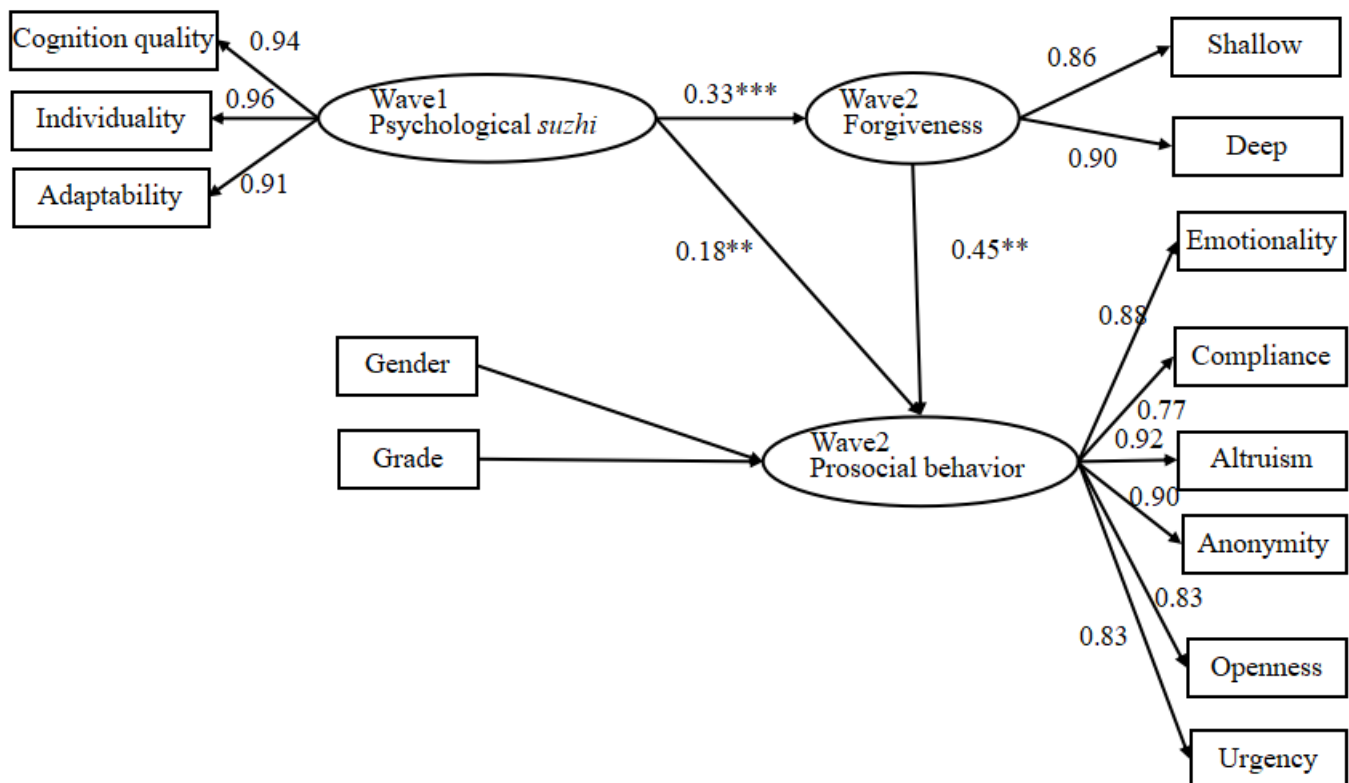 Cognition quality
0.94
Individuality
0.96
Adaptability
0.91
Wave1
Psychological suzhi
0.33***
Wave2
Forgiveness
0.86
Shallow
0.90
Deep
0.18**
0.45**
Gender
Grade
Wave2
Prosocial behavior
0.88
Emotionality
Compliance
0.77
0.92
Altruism
0.90
Anonymity
0.83
Openness
0.83
Urgency